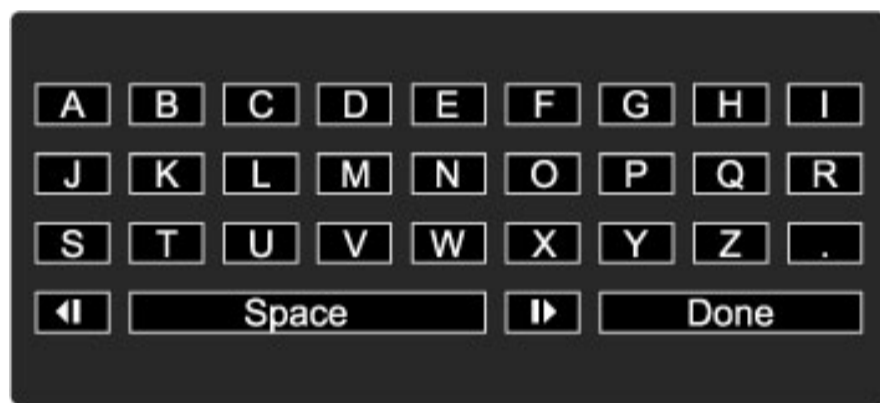 A B C D E F G H I
J K L M N O P Q R
S T U V W X Y Z .
Space Done